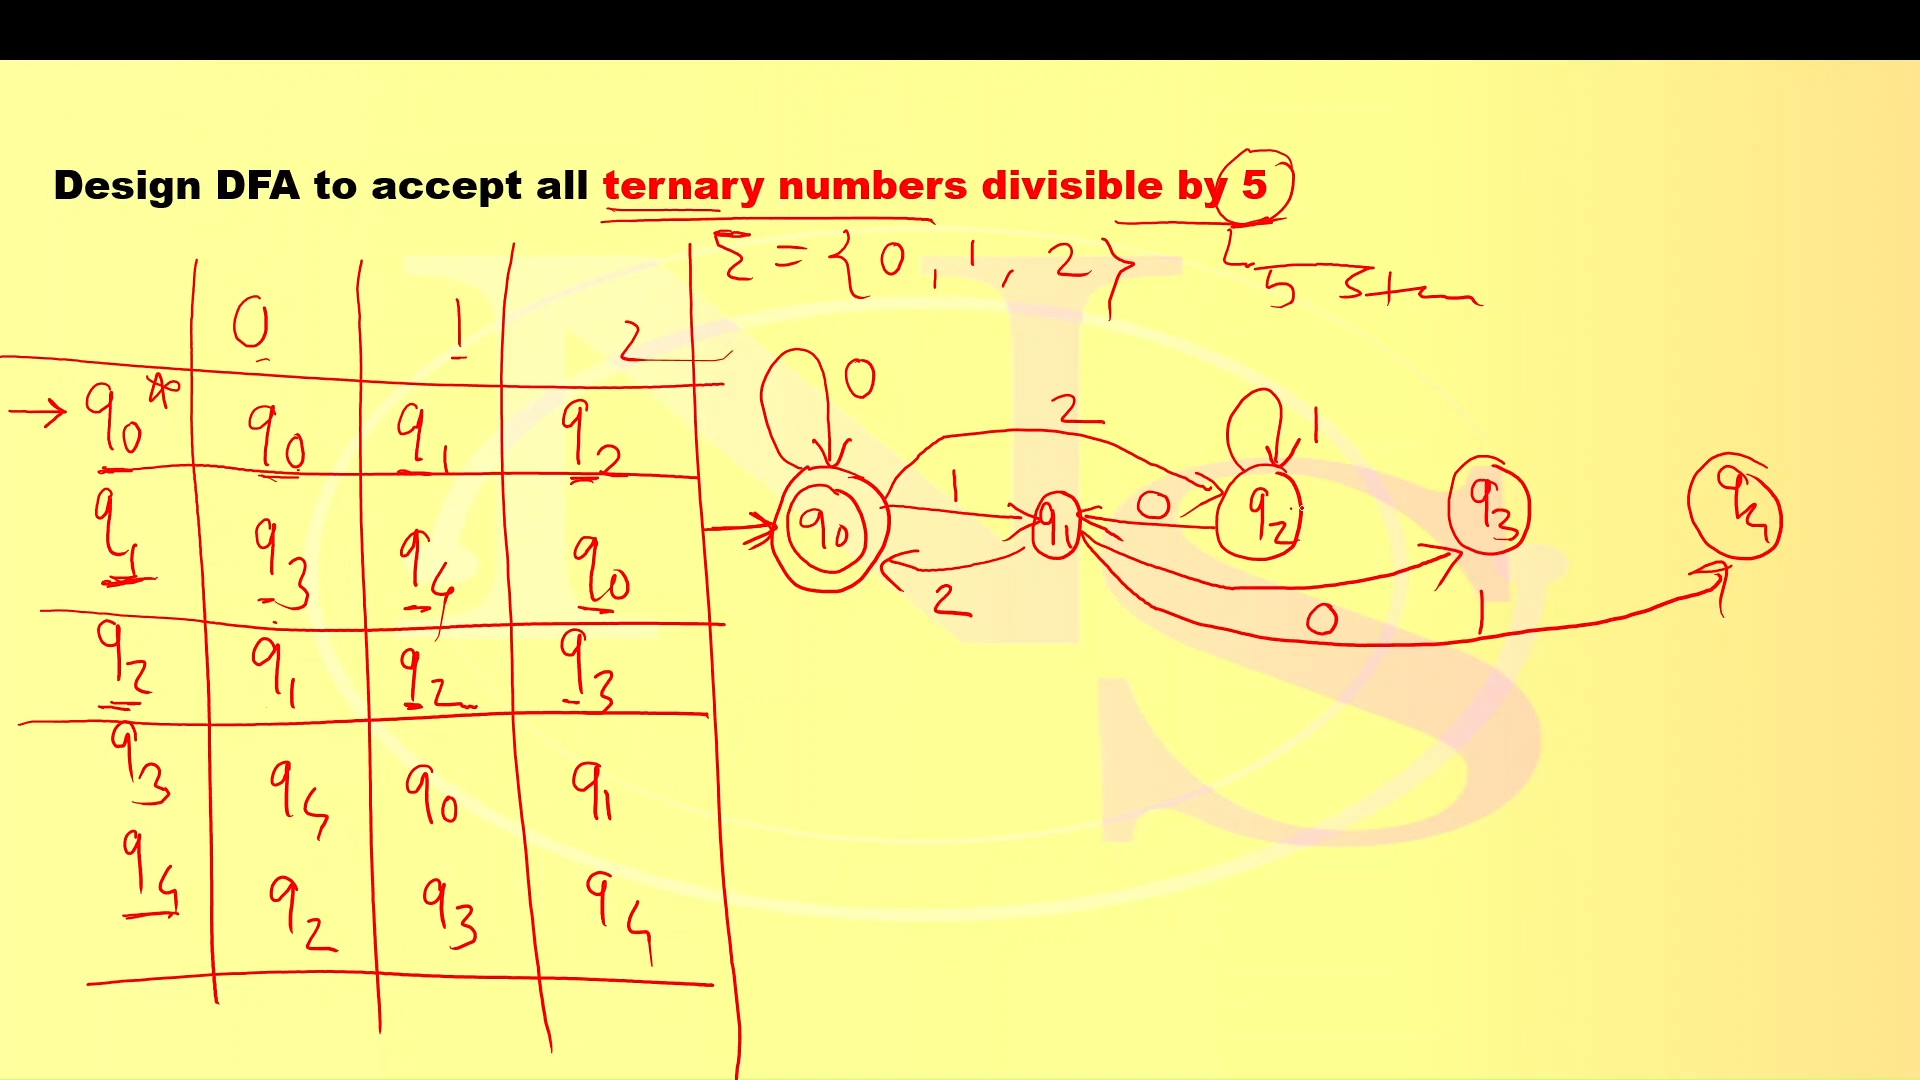 Design DFA to accept all ternary numbers divisible by 5
Σ = {0, 1, 2}
5
0 1 2
→ q0* q0 q1 q2
q1 q3 q4 q0
q2 q1 q2 q3
q3 q4 q0 q1
q4 q2 q3 q4
0
2
1
1
0
q0 q1 q2 q3 q4
2
0
1